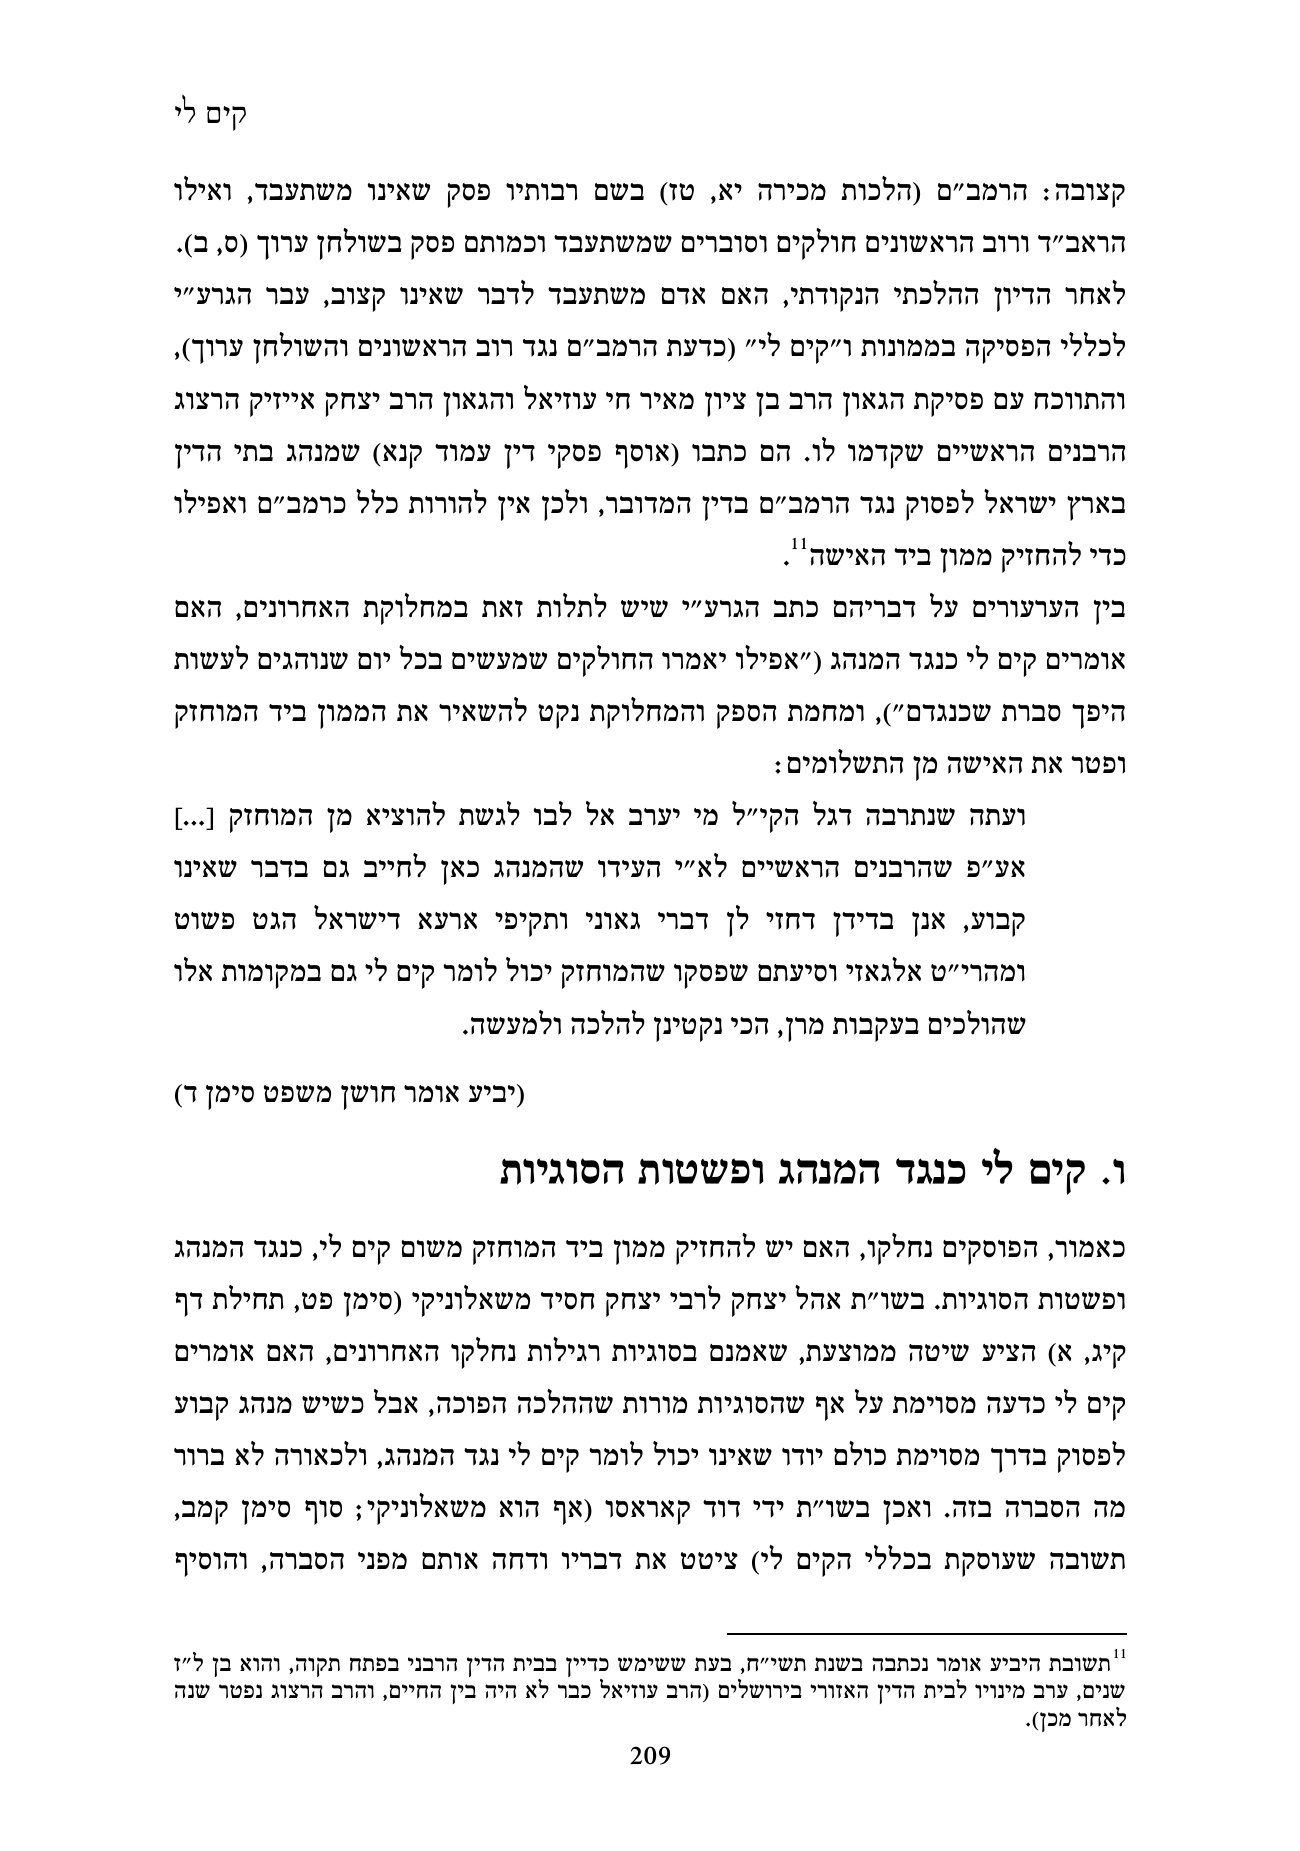 קים לי
קצובה: הרמב״ם (הלכות מכירה יא, טז) בשם רבותיו פסק שאינו משתעבד, ואילו
הראב״ד ורוב הראשונים חולקים וסוברים שמשתעבד וכמותם פסק בשולחן ערוך (ס, ב).
לאחר הדיון ההלכתי הנקודתי, האם אדם משתעבד לדבר שאינו קצוב, עבר הגרע״י
לכללי הפסיקה בממונות ו״קים לי״ (כדעת הרמב״ם נגד רוב הראשונים והשולחן ערוך),
והתווכח עם פסיקת הגאון הרב בן ציון מאיר חי עוזיאל והגאון הרב יצחק אייזיק הרצוג
הרבנים הראשיים שקדמו לו. הם כתבו (אוסף פסקי דין עמוד קנא) שמנהג בתי הדין
בארץ ישראל לפסוק נגד הרמב״ם בדין המדובר, ולכן אין להורות כלל כרמב״ם ואפילו
כדי להחזיק ממון ביד האישה11.
בין הערעורים על דבריהם כתב הגרע״י שיש לתלות זאת במחלוקת האחרונים, האם
אומרים קים לי כנגד המנהג (״אפילו יאמרו החולקים שמעשים בכל יום שנוהגים לעשות
היפך סברת שכנגדם״), ומחמת הספק והמחלוקת נקט להשאיר את הממון ביד המוחזק
ופטר את האישה מן התשלומים:
ועתה שנתרבה דגל הקי״ל מי יערב אל לבו לגשת להוציא מן המוחזק [...]
אע״פ שהרבנים הראשיים לא״י העידו שהמנהג כאן לחייב גם בדבר שאינו
קבוע, אנן בדידן דחזי לן דברי גאוני ותקיפי ארעא דישראל הגט פשוט
ומהרי״ט אלגאזי וסיעתם שפסקו שהמוחזק יכול לומר קים לי גם במקומות אלו
שהולכים בעקבות מרן, הכי נקטינן להלכה ולמעשה.
(יביע אומר חושן משפט סימן ד)
ו. קים לי כנגד המנהג ופשטות הסוגיות
כאמור, הפוסקים נחלקו, האם יש להחזיק ממון ביד המוחזק משום קים לי, כנגד המנהג
ופשטות הסוגיות. בשו״ת אהל יצחק לרבי יצחק חסיד משאלוניקי (סימן פט, תחילת דף
קיג, א) הציע שיטה ממוצעת, שאמנם בסוגיות רגילות נחלקו האחרונים, האם אומרים
קים לי כדעה מסוימת על אף שהסוגיות מורות שההלכה הפוכה, אבל כשיש מנהג קבוע
לפסוק בדרך מסוימת כולם יודו שאינו יכול לומר קים לי נגד המנהג, ולכאורה לא ברור
מה הסברה בזה. ואכן בשו״ת ידי דוד קאראסו (אף הוא משאלוניקי; סוף סימן קמב,
תשובה שעוסקת בכללי הקים לי) ציטט את דבריו ודחה אותם מפני הסברה, והוסיף
11 תשובת היביע אומר נכתבה בשנת תשי״ח, בעת ששימש כדיין בבית הדין הרבני בפתח תקוה, והוא בן ל״ז
שנים, ערב מינויו לבית הדין האזורי בירושלים (הרב עוזיאל כבר לא היה בין החיים, והרב הרצוג נפטר שנה
לאחר מכן).
209